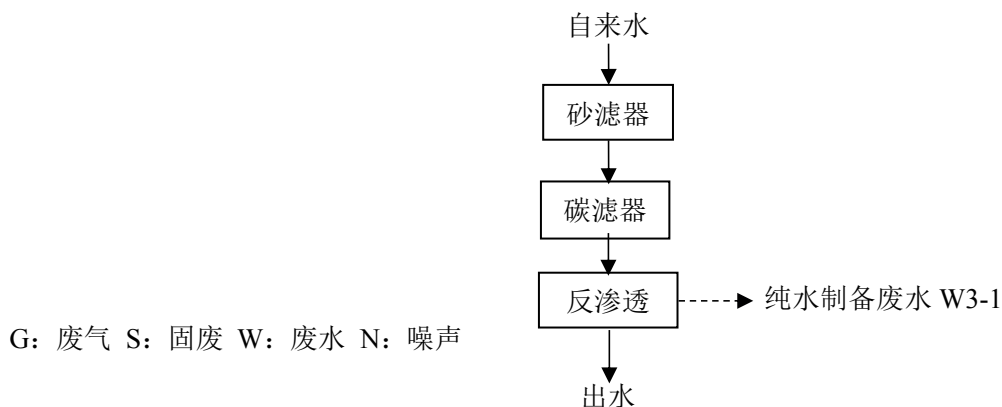 自来水
砂滤器
碳滤器
反渗透
纯水制备废水 W3-1
G：废气 S：固废 W：废水 N：噪声
出水